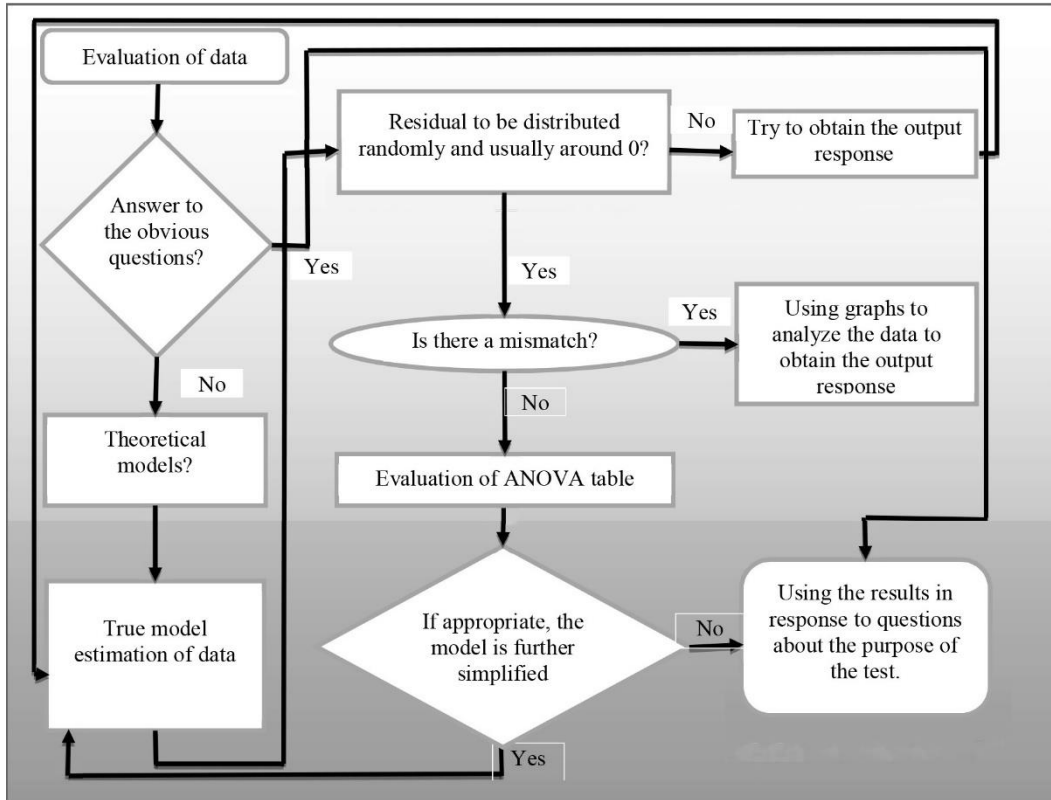 Evaluation of data
Answer to
the obvious
questions?
Yes
No
Theoretical
models?
True model
estimation of data
Residual to be distributed
randomly and usually around 0?
No
Try to obtain the output
response
Yes
Is there a mismatch?
Yes
Using graphs to
analyze the data to
obtain the output
response
No
Evaluation of ANOVA table
If appropriate, the
model is further
simplified
No
Using the results in
response to questions
about the purpose of
the test.
Yes